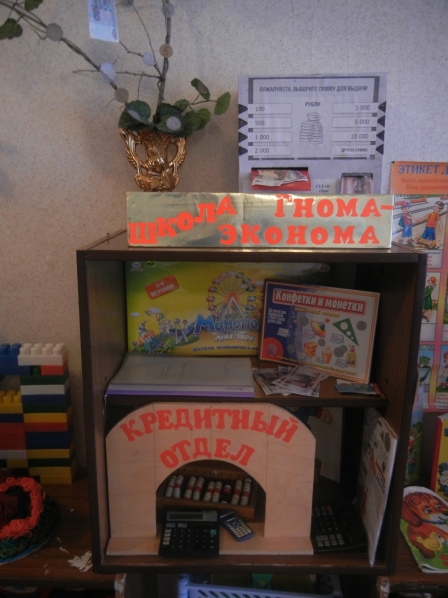 ПОЖАЛУЙСТА, ВЫБЕРИТЕ СУММУ ДЛЯ ВЫДАЧИ
РУБЛИ
100
500
1 000
2 000
3 000
5 000
10 000
ЭТИКЕТ
ШКОЛА ГНОМА-
ЭКОНОМА
Конфетки и монетки
КРЕДИТНЫЙ
ОТДЕЛ